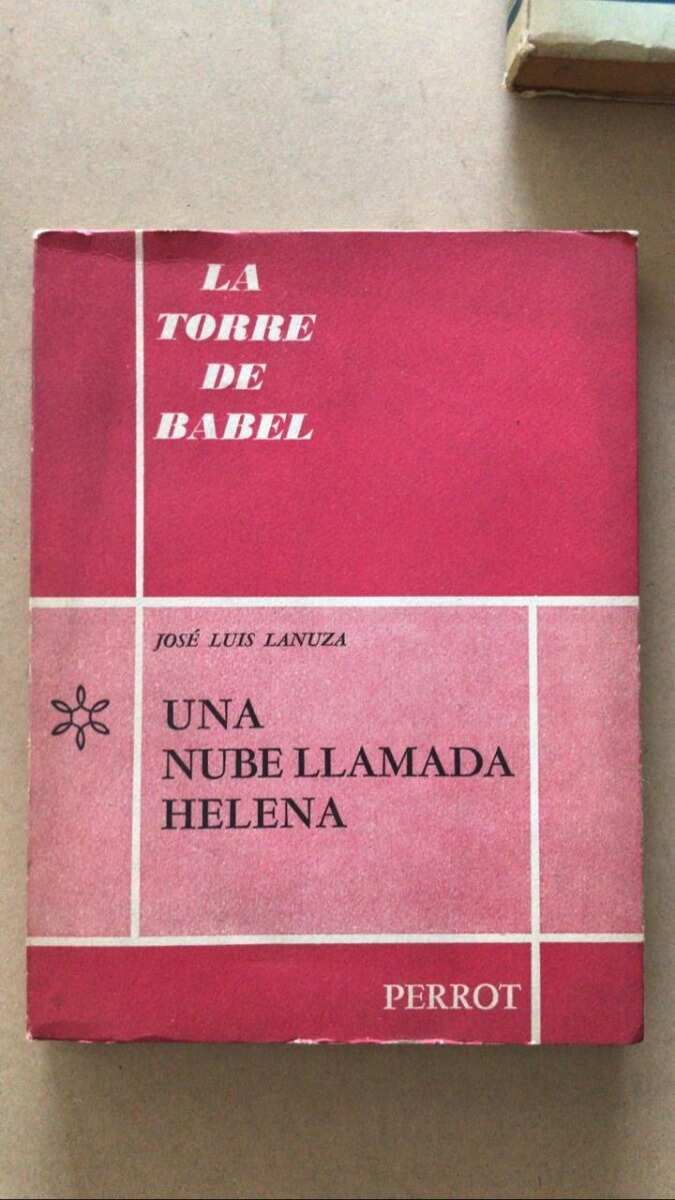 LA
TORRE
DE
BABEL
JOSÉ LUIS LANUZA
UNA
NUBE LLAMADA
HELENA
PERROT